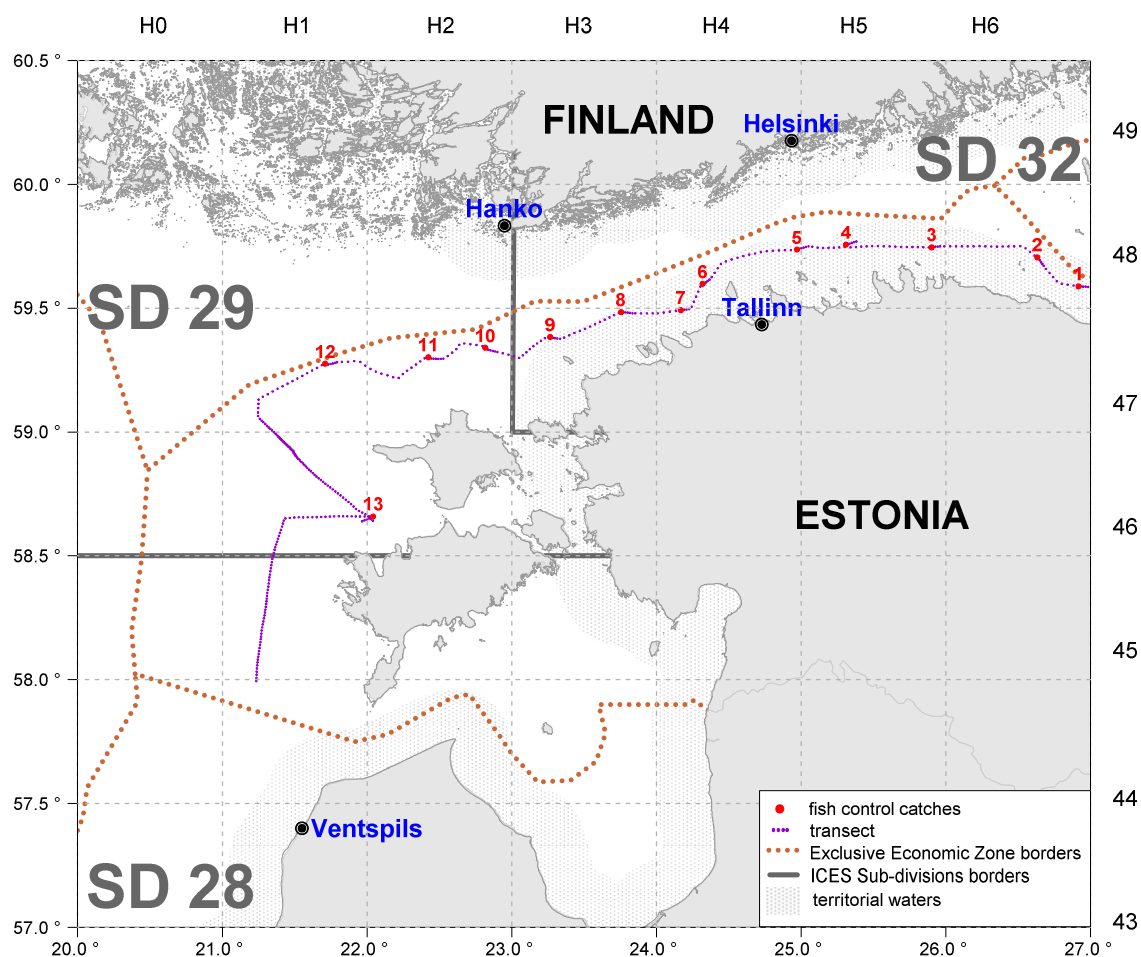 H0 H1 H2 H3 H4 H5 H6
60.5 °
FINLAND
Helsinki
49
SD 32
60.0 °
Hanko
5 4 3
2
48
6
1
SD 29
8 7
Tallinn
59.5 °
9
10
11
12
47
59.0 °
13
ESTONIA
46
58.5 °
45
58.0 °
44
57.5 °
fish control catches
transect
Ventspils
Exclusive Economic Zone borders
ICES Sub-divisions borders
SD 28
territorial waters
43
57.0 °
20.0 ° 21.0 ° 22.0 ° 23.0 ° 24.0 ° 25.0 ° 26.0 ° 27.0 °